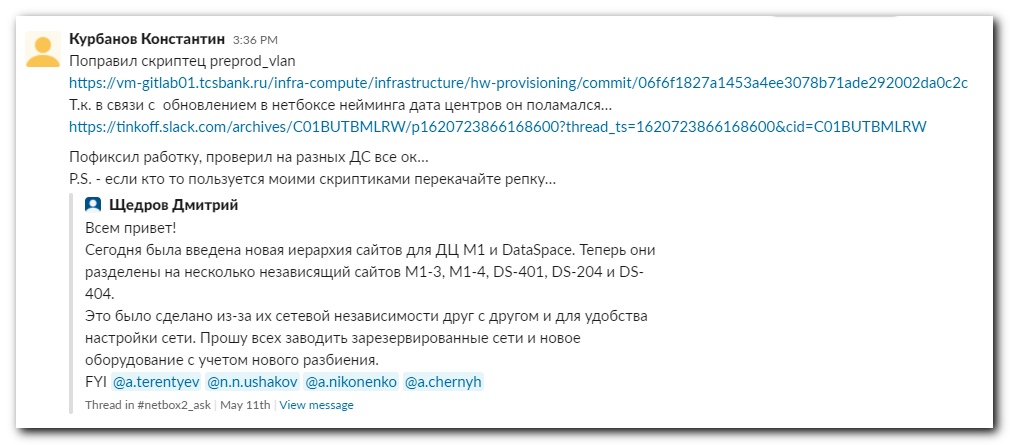 Курбанов Константин 3:36 PM
Поправил скриптец preprod_vlan
https://vm-gitlab01.tcsbank.ru/infra-compute/infrastructure/hw-provisioning/commit/06f6f1827a1453a4ee3078b71ade292002da0c2c
Т.к. в связи с обновлением в нетбоксе нейминга дата центров он поламался...
https://tinkoff.slack.com/archives/C01BUTBMLRW/p1620723866168600?thread_ts=1620723866168600&cid=C01BUTBMLRW
Пофиксил работку, проверил на разных ДС все ок...
P.S. - если кто то пользуется моими скриптиками перекачайте репку...
Щедров Дмитрий
Всем привет!
Сегодня была введена новая иерархия сайтов для ДЦ М1 и DataSpace. Теперь они
разделены на несколько независящий сайтов M1-3, M1-4, DS-401, DS-204 и DS-
404.
Это было сделано из-за их сетевой независимости друг с другом и для удобства
настройки сети. Прошу всех заводить зарезервированные сети и новое
оборудование с учетом нового разбиения.
FYI @a.terentyev @n.n.ushakov @a.nikonenko @a.chernyh
Thread in #netbox2_ask | May 11th | View message